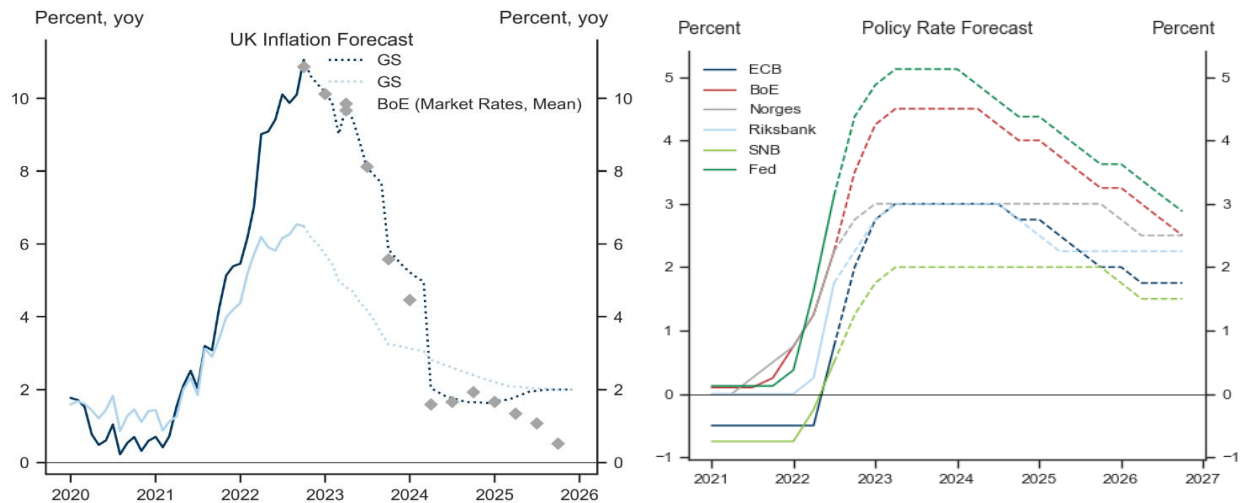 Percent, yoy
Percent, yoy
UK Inflation Forecast
GS
GS
BoE (Market Rates, Mean)
10
8
6
4
2
0
10
8
6
4
2
0
2020
2021
2022
2023
2024
2025
2026
Percent
Policy Rate Forecast
Percent
ECB
BoE
Norges
Riksbank
SNB
Fed
5
4
3
2
1
0
−1
5
4
3
2
1
0
−1
2021
2022
2023
2024
2025
2026
2027